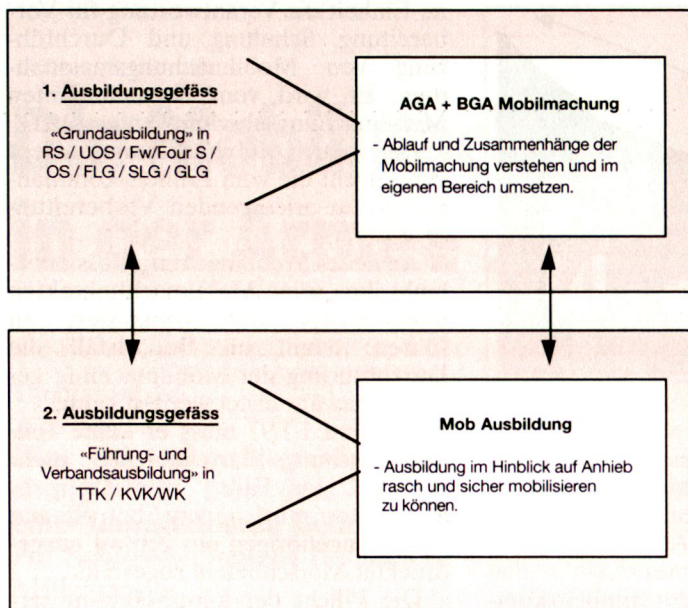 1. Ausbildungsgefäss
«Grundausbildung» in
RS / UOS / Fw/Four S /
OS / FLG / SLG / GLG
AGA + BGA Mobilmachung
- Ablauf und Zusammenhänge der
Mobilmachung verstehen und im
eigenen Bereich umsetzen.
2. Ausbildungsgefäss
«Führung- und
Verbandsausbildung» in
TTK / KVK/WK
Mob Ausbildung
- Ausbildung im Hinblick auf Anhieb
rasch und sicher mobilisieren
zu können.